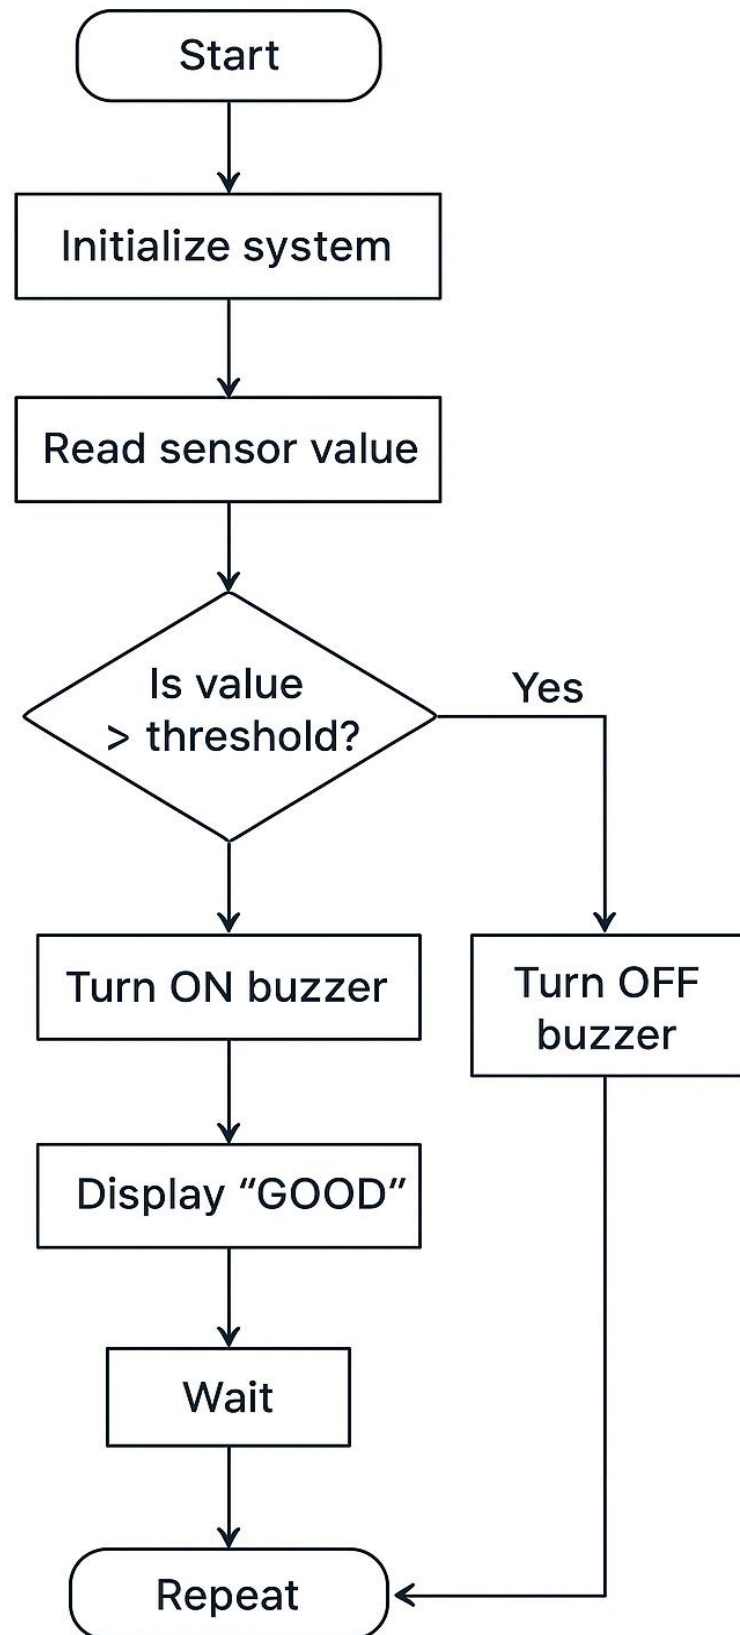 Start
Initialize system
Read sensor value
Is value
> threshold?
Yes
Turn ON buzzer
Turn OFF
buzzer
Display “GOOD”
Wait
Repeat